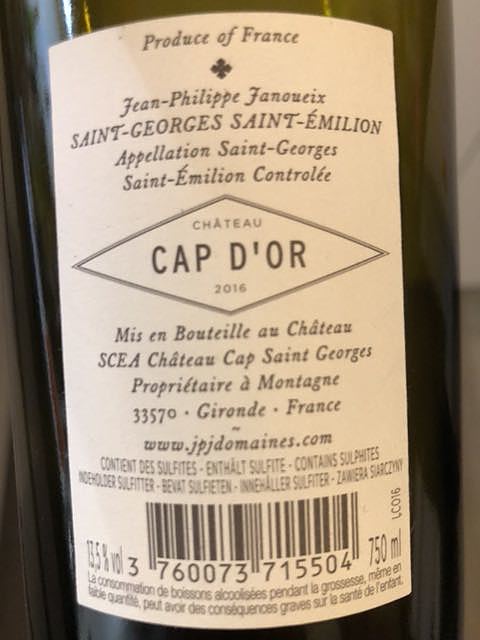 Produce of France
Jean-Philippe Janoueix
SAINT-GEORGES SAINT-ÉMILION
Appellation Saint-Georges
Saint-Émilion Controlée
CHÂTEAU
CAP D'OR
2016
Mis en Bouteille au Château
SCEA Château Cap Saint Georges
Propriétaire à Montagne
33570 · Gironde · France
~
www.jpjdomaines.com
CONTIENT DES SULFITES - ENTHÄLT SULFITE - CONTAINS SULPHITES
INDEHOLDER SULFITTER - BEVAT SULFIETEN - INNEHÅLLER SULFITER - ZAWIERA SIARCZYNY
LCO16
13,5 % vol
3 760073 715504
750 ml
La consommation de boissons alcoolisées pendant la grossesse, même en
faible quantité, peut avoir des conséquences graves sur la santé de l'enfant.